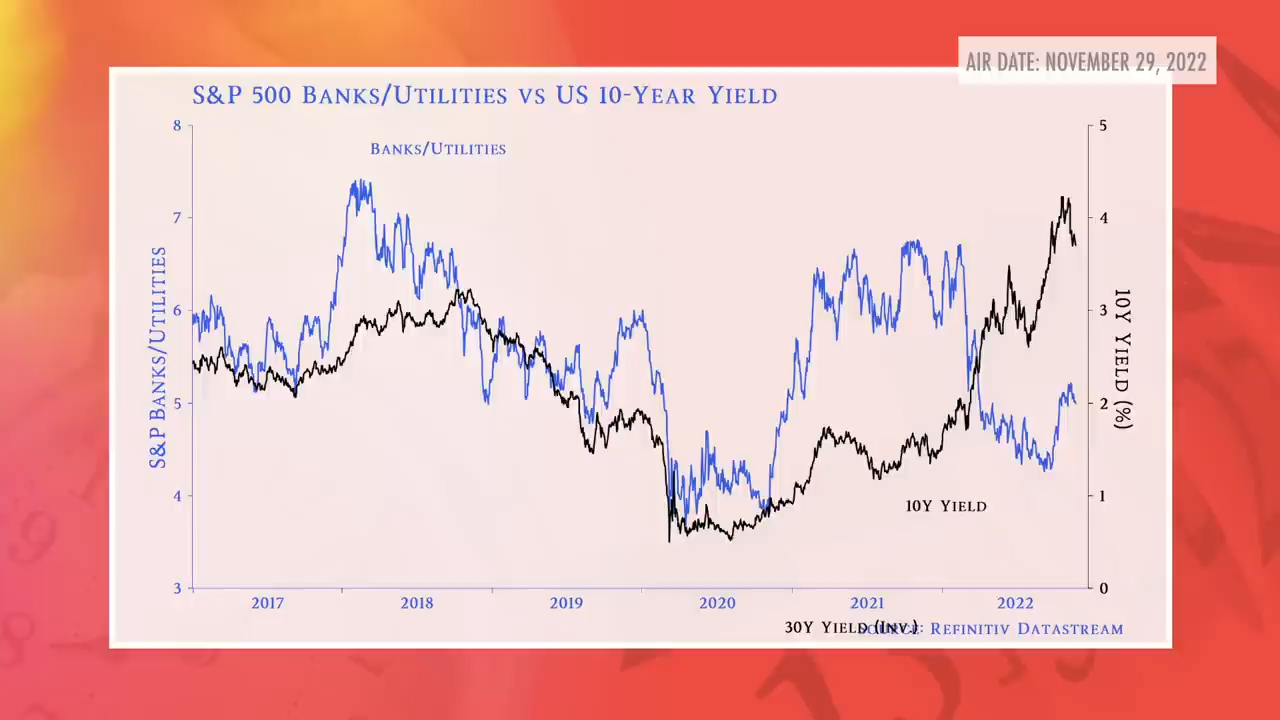 AIR DATE: NOVEMBER 29, 2022
S&P 500 BANKS/UTILITIES VS US 10-YEAR YIELD
8
5
BANKS/UTILITIES
7
4
6
3
S&P BANKS/UTILITIES
10Y YIELD (%)
5
2
4
1
10Y YIELD
3
0
2017 2018 2019 2020 2021 2022
30Y YIELD (INV.)
SOURCE: REFINITIV DATASTREAM